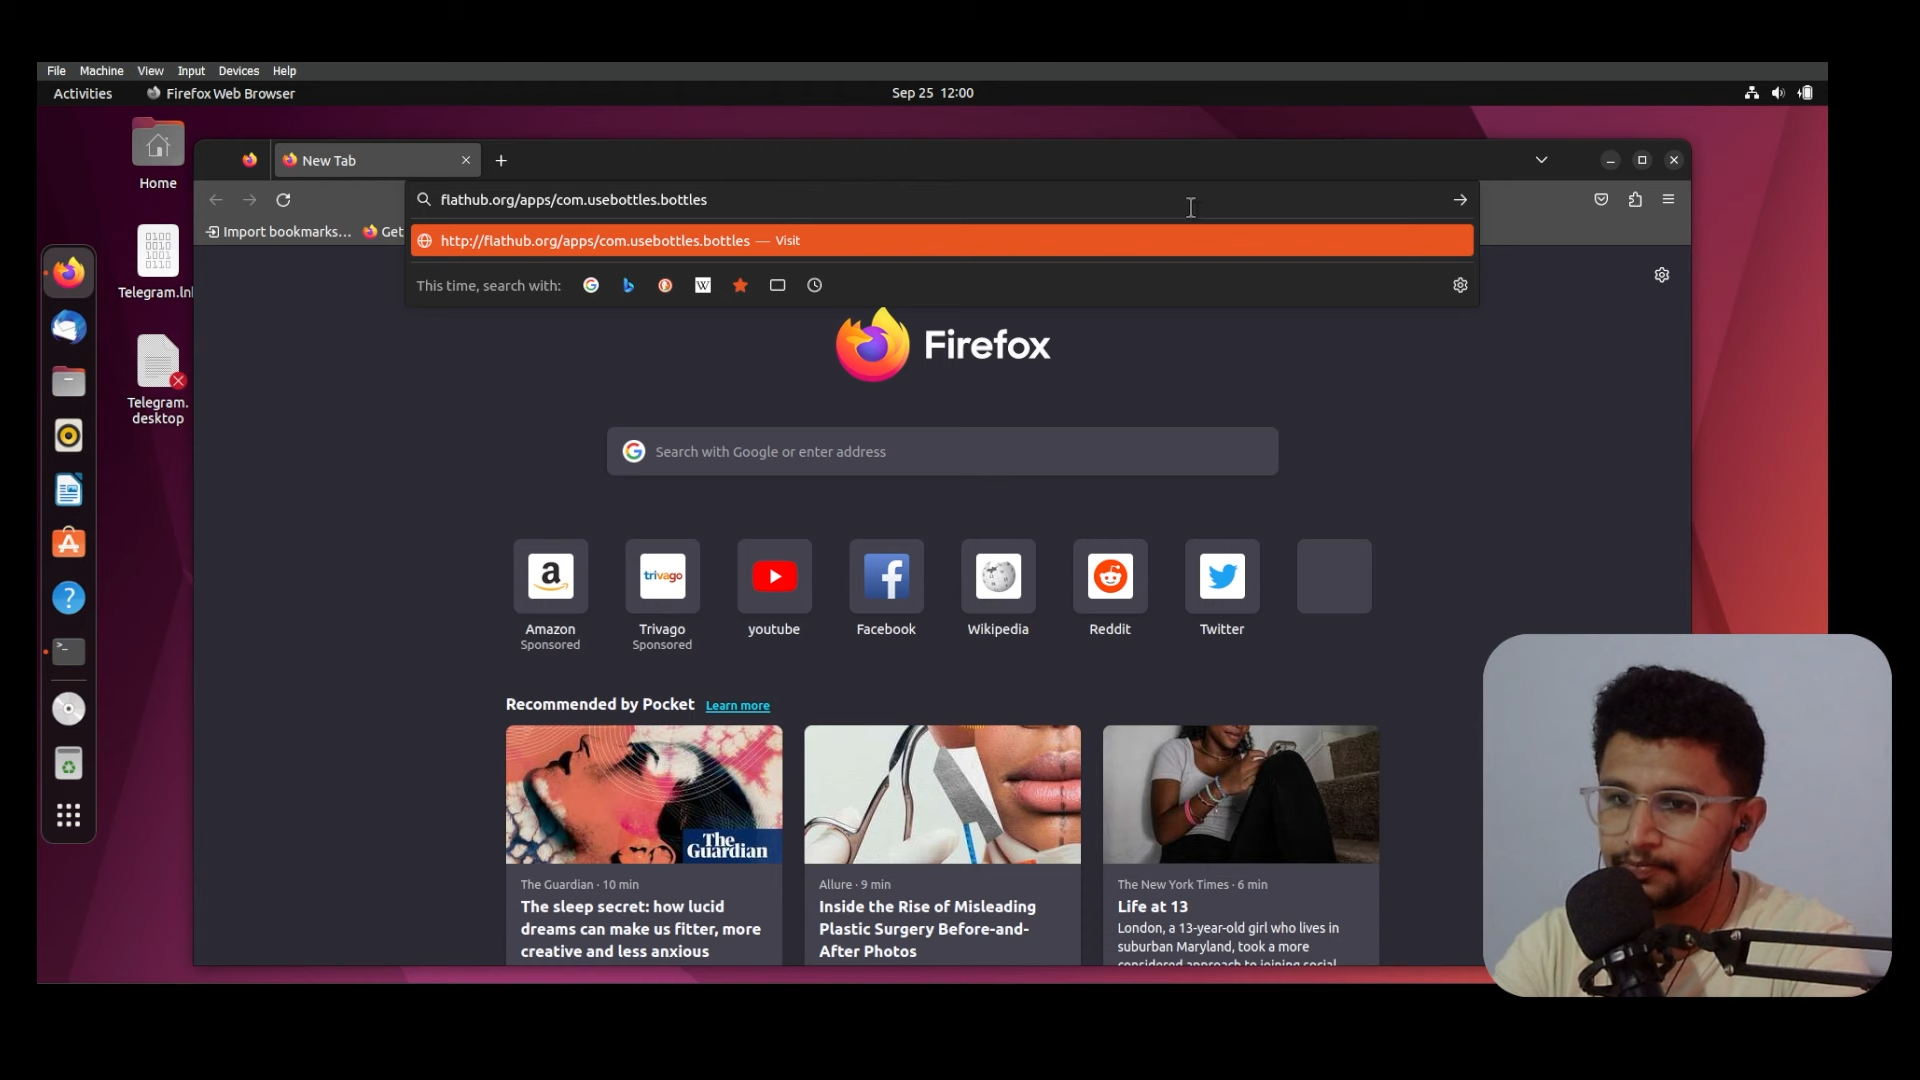 File Machine View Input Devices Help
Activities Firefox Web Browser Sep 25 12:00
New Tab
flathub.org/apps/com.usebottles.bottles
Import bookmarks... Get
http://flathub.org/apps/com.usebottles.bottles — Visit
This time, search with:
Home
Telegram.lnk
Telegram.
desktop
Firefox
Search with Google or enter address
a
trivago
Amazon
Sponsored
Trivago
Sponsored
youtube
Facebook
Wikipedia
Reddit
Twitter
Recommended by Pocket Learn more
The
Guardian
The Guardian · 10 min
The sleep secret: how lucid
dreams can make us fitter, more
creative and less anxious
Allure · 9 min
Inside the Rise of Misleading
Plastic Surgery Before-and-
After Photos
The New York Times · 6 min
Life at 13
London, a 13-year-old girl who lives in
suburban Maryland, took a more
considered approach to joining social